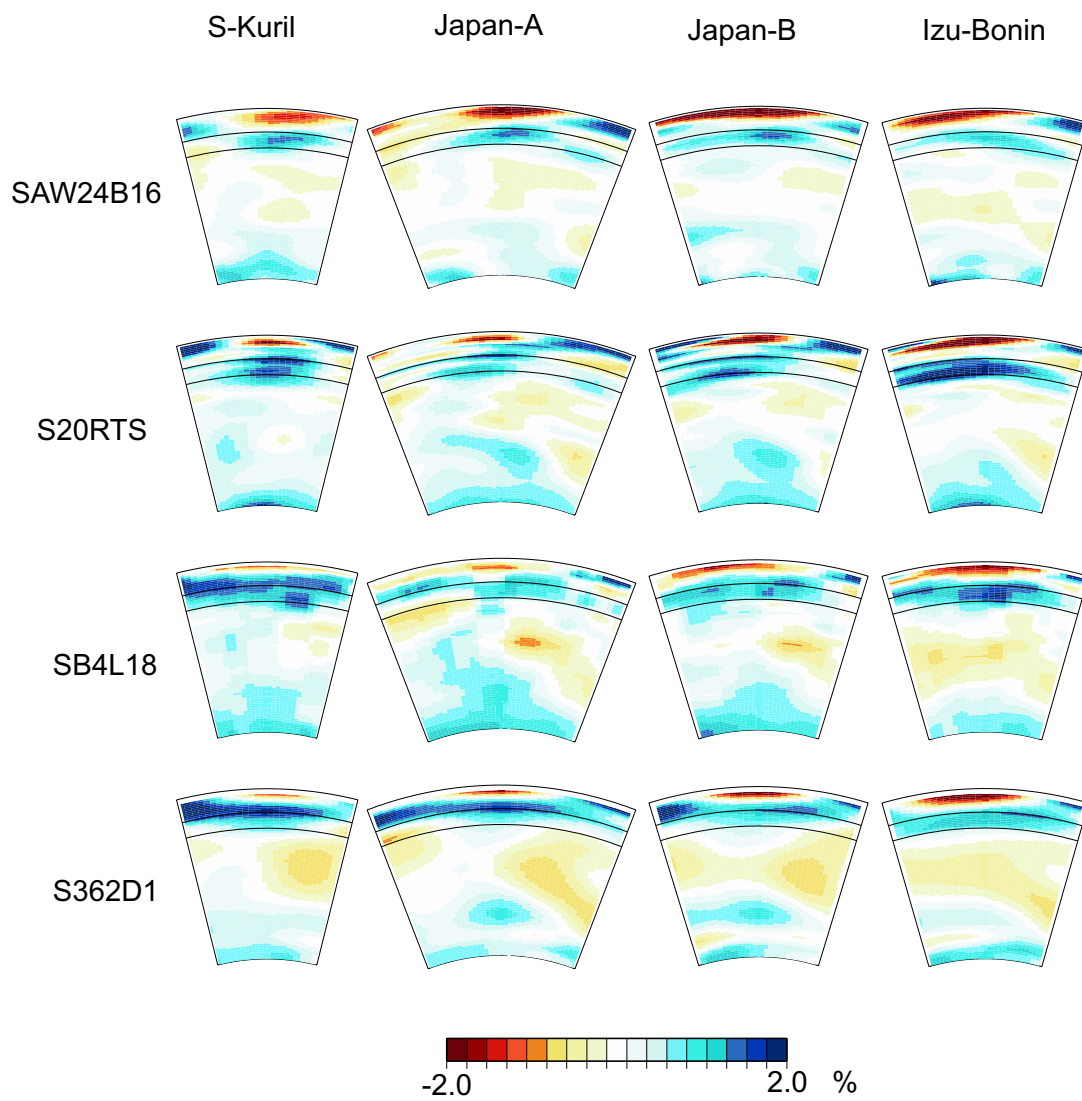 S-Kuril Japan-A Japan-B Izu-Bonin
SAW24B16
S20RTS
SB4L18
S362D1
-2.0 2.0 %